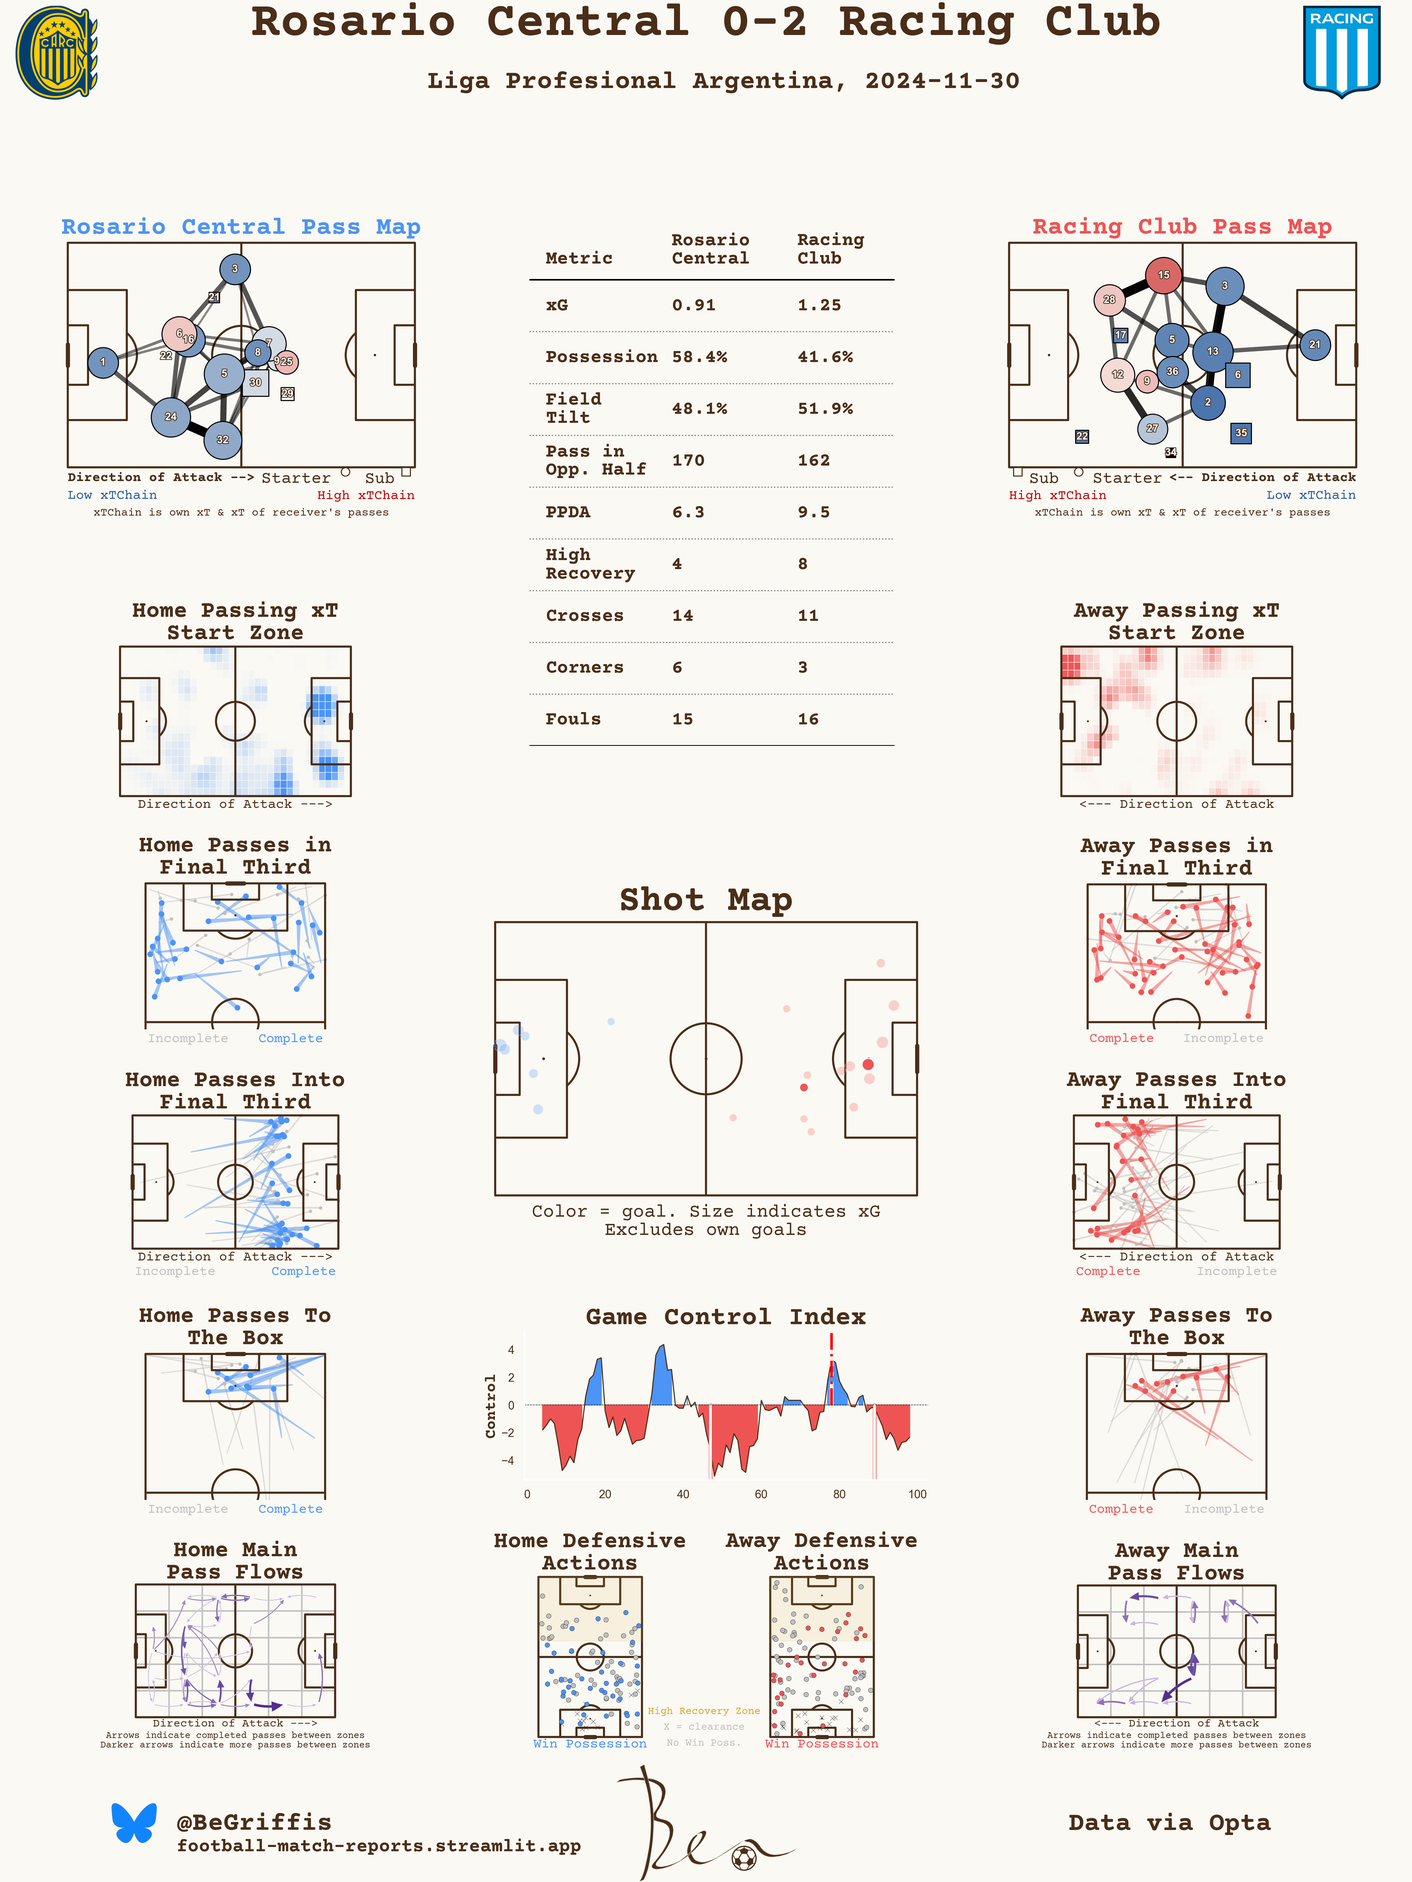 Rosario Central 0-2 Racing Club
Liga Profesional Argentina, 2024-11-30
CARC
RACING
Rosario Central Pass Map
3
21
6
16
22
1
7
8
9
25
5
30
29
24
32
Direction of Attack --> Starter Sub
Low xTChain High xTChain
xTChain is own xT & xT of receiver's passes
Metric Rosario Central Racing Club
xG 0.91 1.25
Possession 58.4% 41.6%
Field Tilt 48.1% 51.9%
Pass in Opp. Half 170 162
PPDA 6.3 9.5
High Recovery 4 8
Crosses 14 11
Corners 6 3
Fouls 15 16
Racing Club Pass Map
15
3
28
17
5
13
21
12
9
36
6
2
27
22
34
35
Sub Starter <-- Direction of Attack
High xTChain Low xTChain
xTChain is own xT & xT of receiver's passes
Home Passing xT
Start Zone
Direction of Attack --->
Away Passing xT
Start Zone
<--- Direction of Attack
Home Passes in
Final Third
Incomplete Complete
Away Passes in
Final Third
Complete Incomplete
Shot Map
Color = goal. Size indicates xG
Excludes own goals
Home Passes Into
Final Third
Direction of Attack --->
Incomplete Complete
Away Passes Into
Final Third
<--- Direction of Attack
Complete Incomplete
Home Passes To
The Box
Incomplete Complete
Game Control Index
Control
4
2
0
−2
−4
0 20 40 60 80 100
Away Passes To
The Box
Complete Incomplete
Home Main
Pass Flows
Direction of Attack --->
Arrows indicate completed passes between zones
Darker arrows indicate more passes between zones
Home Defensive
Actions
Win Possession
Away Defensive
Actions
Win Possession
High Recovery Zone
X = clearance
No Win Poss.
Away Main
Pass Flows
<--- Direction of Attack
Arrows indicate completed passes between zones
Darker arrows indicate more passes between zones
@BeGriffis
football-match-reports.streamlit.app
Ben
Data via Opta